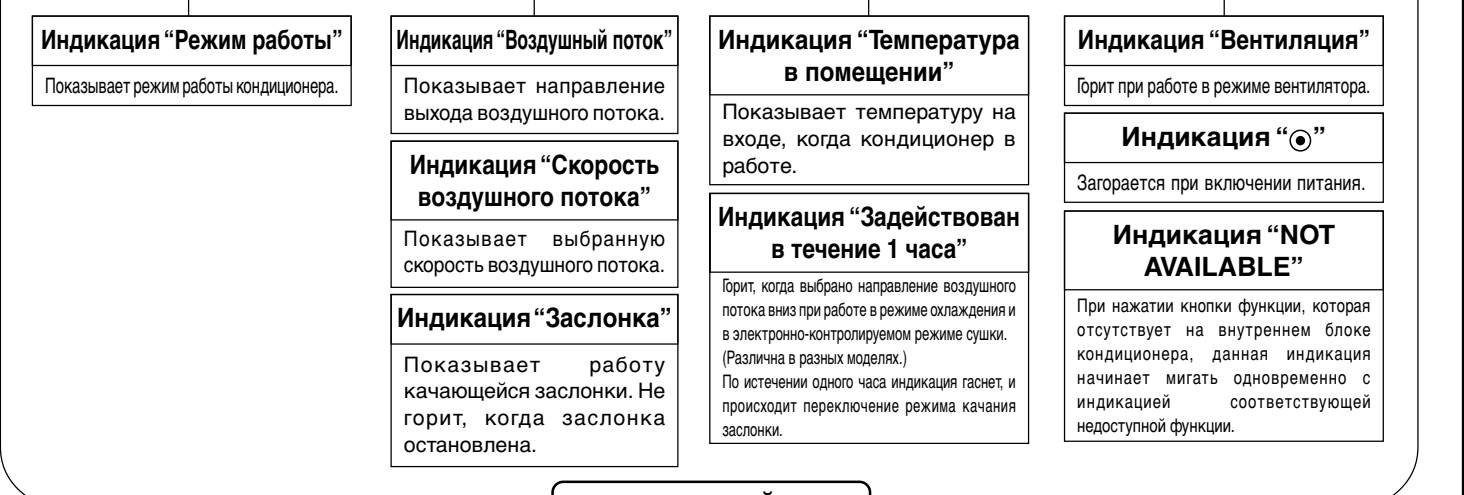 Индикация “Режим работы”
Показывает режим работы кондиционера.
Индикация “Воздушный поток”
Показывает направление
выхода воздушного потока.
Индикация “Скорость
воздушного потока”
Показывает выбранную
скорость воздушного потока.
Индикация “Заслонка”
Показывает работу
качающейся заслонки. Не
горит, когда заслонка
остановлена.
Индикация “Температура
в помещении”
Показывает температуру на
входе, когда кондиционер в
работе.
Индикация “Задействован
в течение 1 часа”
Горит, когда выбрано направление воздушного
потока вниз при работе в режиме охлаждения и
в электронно-контролируемом режиме сушки.
(Различна в разных моделях.)
По истечении одного часа индикация гаснет, и
происходит переключение режима качания
заслонки.
Индикация “Вентиляция”
Горит при работе в режиме вентилятора.
Индикация “⦿”
Загорается при включении питания.
Индикация “NOT
AVAILABLE”
При нажатии кнопки функции, которая
отсутствует на внутреннем блоке
кондиционера, данная индикация
начинает мигать одновременно с
индикацией соответствующей
недоступной функции.